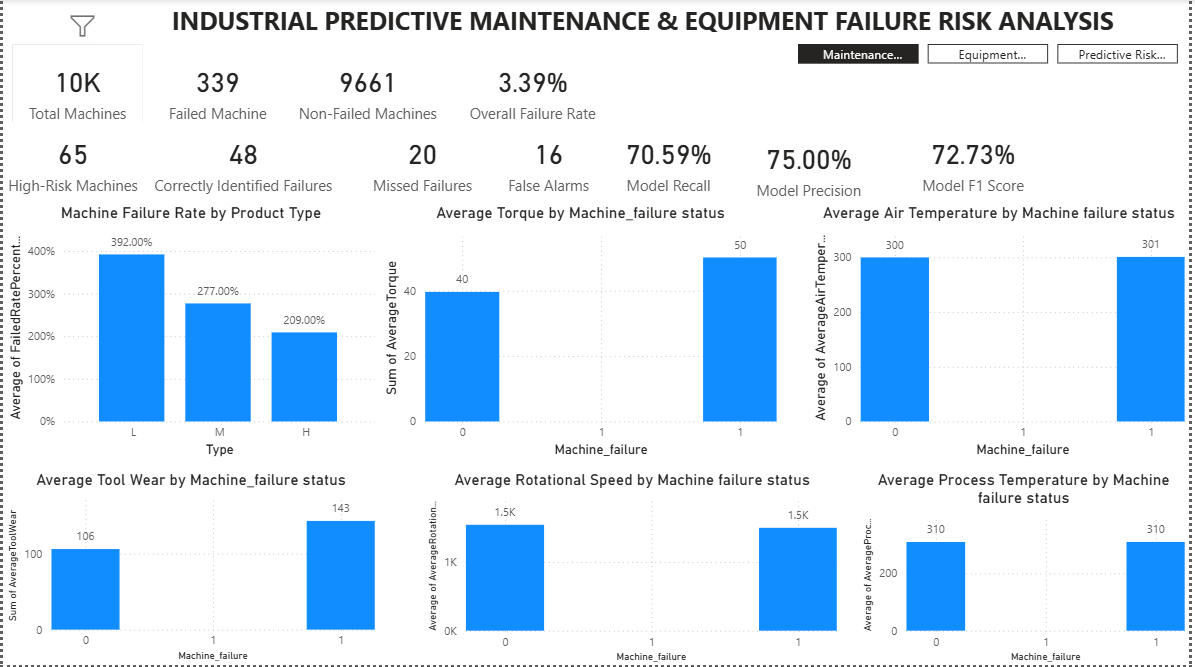 INDUSTRIAL PREDICTIVE MAINTENANCE & EQUIPMENT FAILURE RISK ANALYSIS
Maintenance...
Equipment...
Predictive Risk...
10K
Total Machines
339
Failed Machine
9661
Non-Failed Machines
3.39%
Overall Failure Rate
65
High-Risk Machines
48
Correctly Identified Failures
20
Missed Failures
16
False Alarms
70.59%
Model Recall
75.00%
Model Precision
72.73%
Model F1 Score
Machine Failure Rate by Product Type
Average of FailedRatePercent...
400%
300%
200%
100%
0%
392.00%
277.00%
209.00%
L
M
H
Type
Average Torque by Machine_failure status
Sum of AverageTorque
40
20
0
40
50
0
1
1
Machine_failure
Average Air Temperature by Machine failure status
Average of AverageAirTemper...
300
200
100
0
300
301
0
1
1
Machine_failure
Average Tool Wear by Machine_failure status
Sum of AverageToolWear
100
0
106
143
0
1
1
Machine_failure
Average Rotational Speed by Machine failure status
Average of AverageRotation...
1K
0K
1.5K
1.5K
0
1
1
Machine_failure
Average Process Temperature by Machine
failure status
Average of AverageProc...
200
0
310
310
0
1
1
Machine_failure